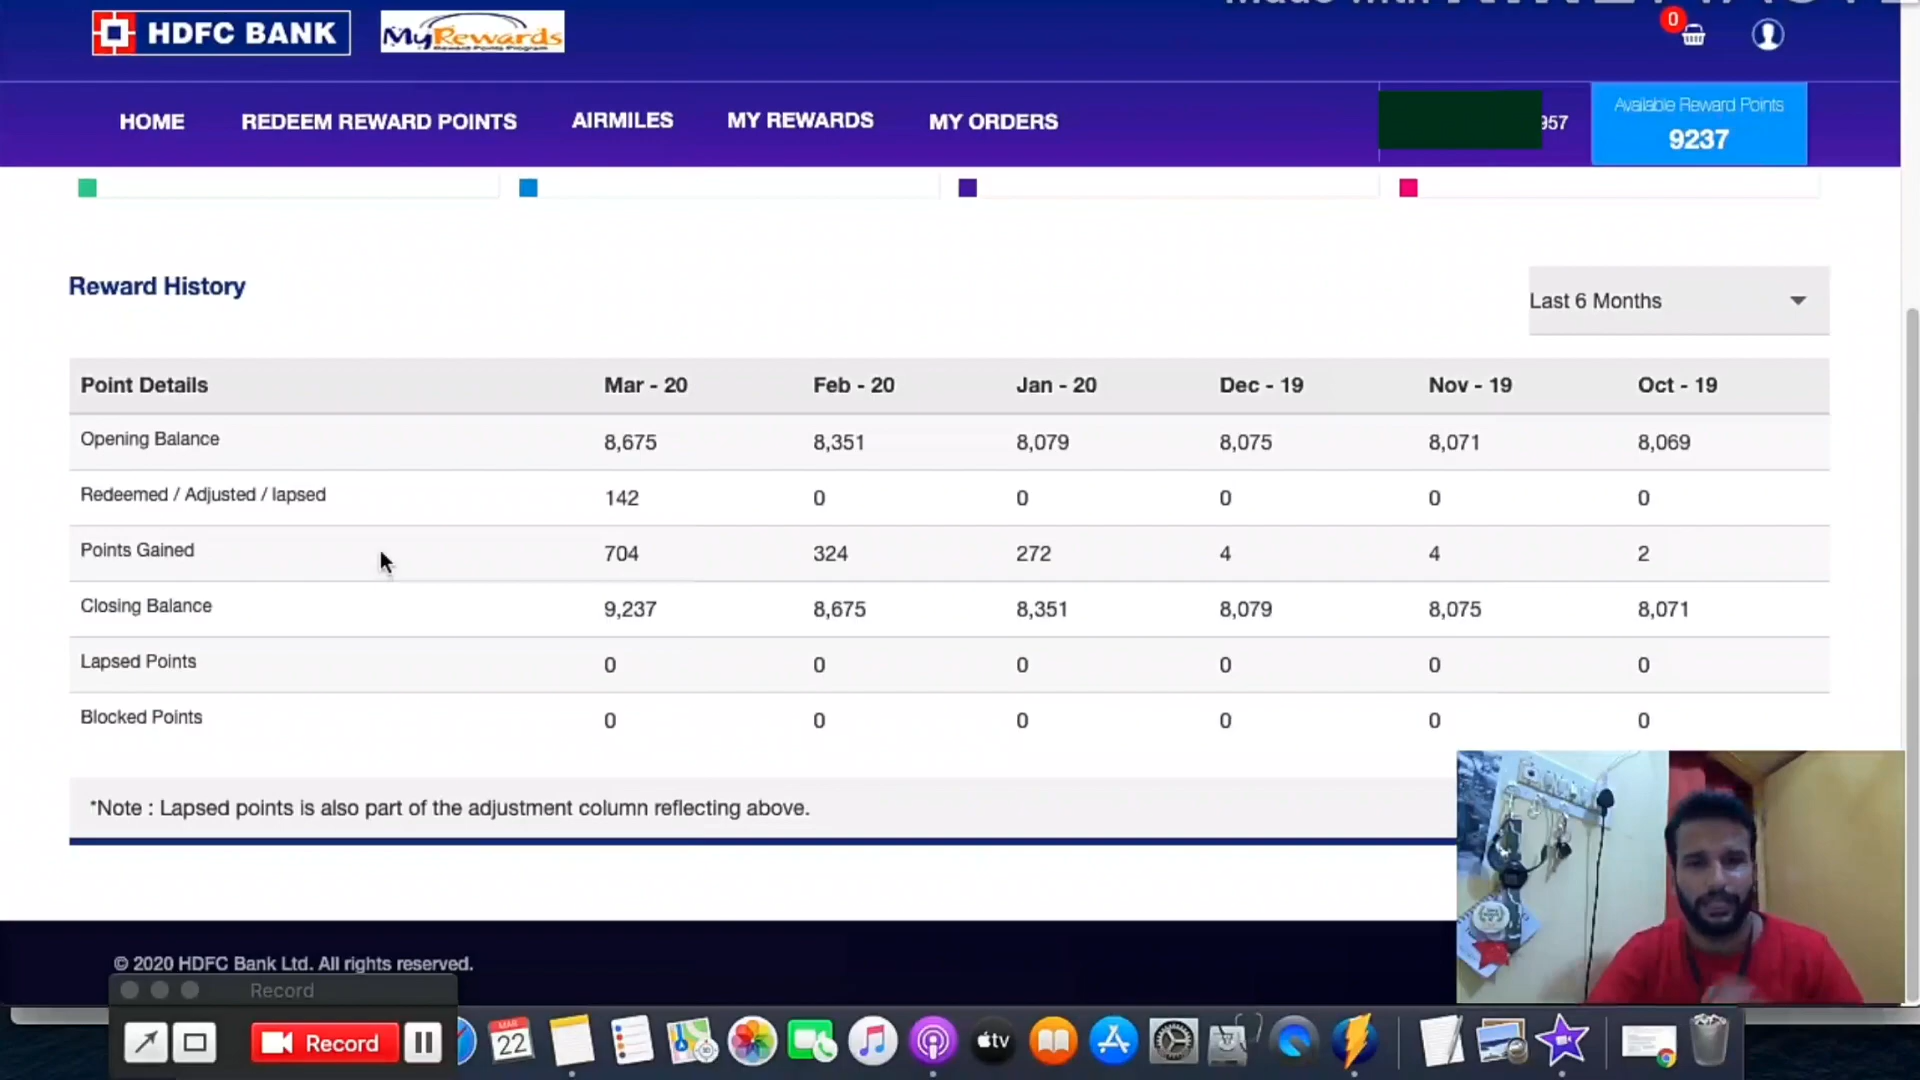 HDFC BANK
MyRewards
Reward Points Program
0
HOME
REDEEM REWARD POINTS
AIRMILES
MY REWARDS
MY ORDERS
957
Available Reward Points
9237
Reward History
Last 6 Months
Point Details Mar - 20 Feb - 20 Jan - 20 Dec - 19 Nov - 19 Oct - 19
Opening Balance 8,675 8,351 8,079 8,075 8,071 8,069
Redeemed / Adjusted / lapsed 142 0 0 0 0 0
Points Gained 704 324 272 4 4 2
Closing Balance 9,237 8,675 8,351 8,079 8,075 8,071
Lapsed Points 0 0 0 0 0 0
Blocked Points 0 0 0 0 0 0
*Note : Lapsed points is also part of the adjustment column reflecting above.
© 2020 HDFC Bank Ltd. All rights reserved.
Record
Record
MAR
22
tv